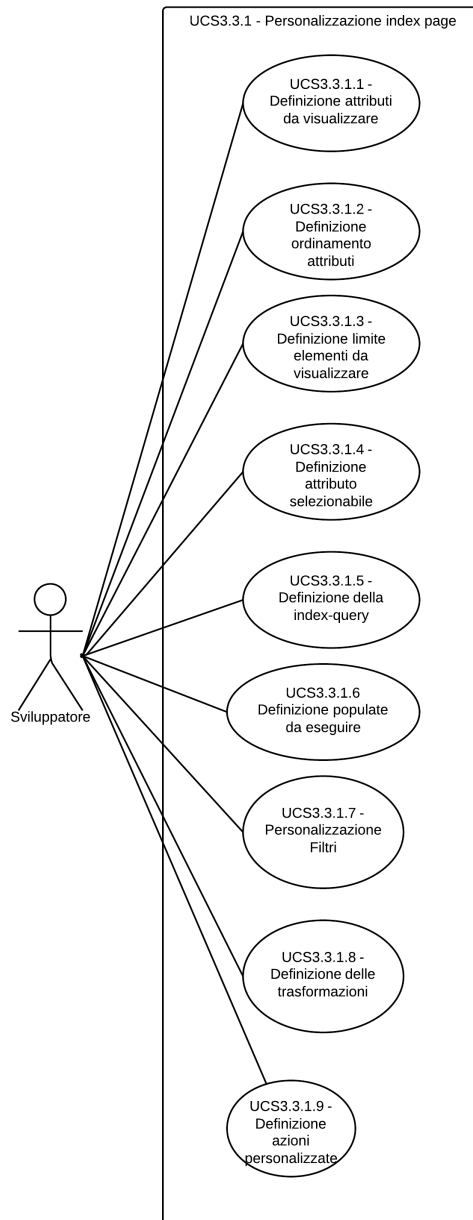 UCS3.3.1 - Personalizzazione index page
UCS3.3.1.1 -
Definizione attributi
da visualizzare
UCS3.3.1.2 -
Definizione
ordinamento
attributi
UCS3.3.1.3 -
Definizione limite
elementi da
visualizzare
UCS3.3.1.4 -
Definizione
attributo
selezionabile
UCS3.3.1.5 -
Definizione della
index-query
Sviluppatore
UCS3.3.1.6
Definizione populate
da eseguire
UCS3.3.1.7 -
Personalizzazione
Filtri
UCS3.3.1.8 -
Definizione delle
trasformazioni
UCS3.3.1.9 -
Definizione
azioni
personalizzate